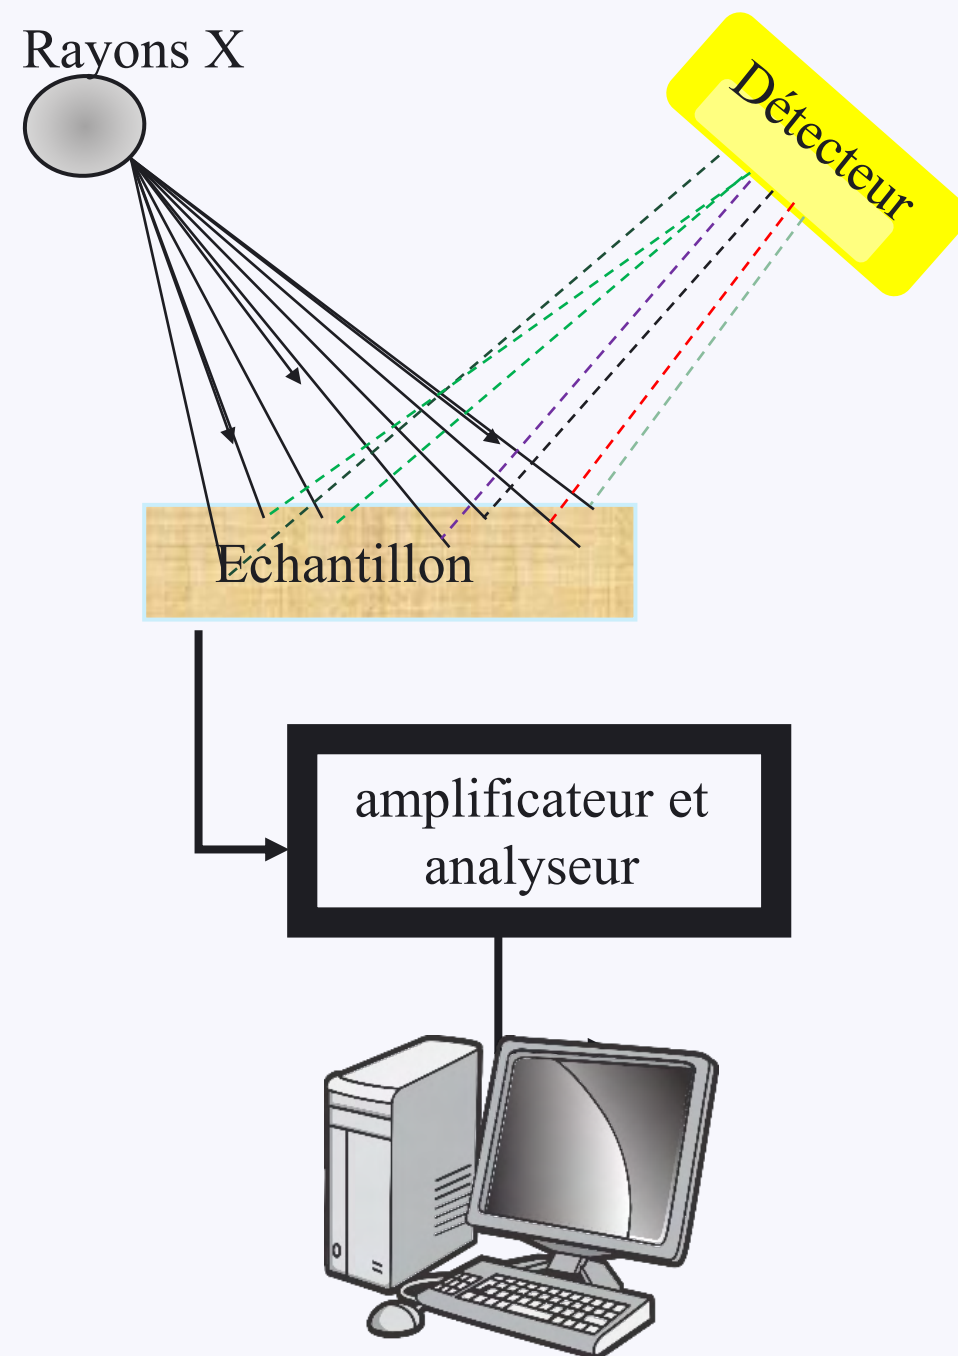 Rayons X
Détecteur
Echantillon
amplificateur et
analyseur